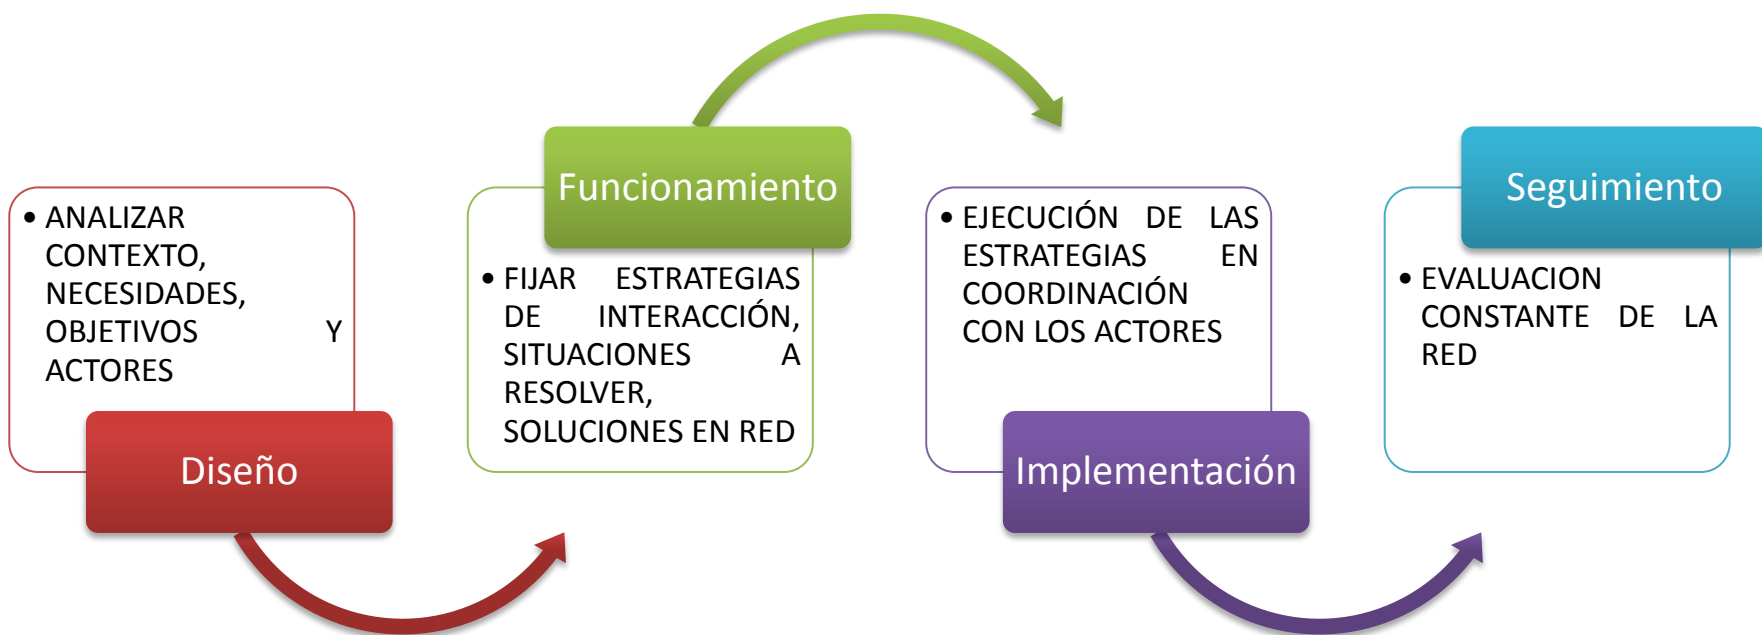 • ANALIZAR
CONTEXTO,
NECESIDADES,
OBJETIVOS Y
ACTORES
Diseño
Funcionamiento
• FIJAR ESTRATEGIAS
DE INTERACCIÓN,
SITUACIONES A
RESOLVER,
SOLUCIONES EN RED
• EJECUCIÓN DE LAS
ESTRATEGIAS EN
COORDINACIÓN
CON LOS ACTORES
Implementación
Seguimiento
• EVALUACION
CONSTANTE DE LA
RED